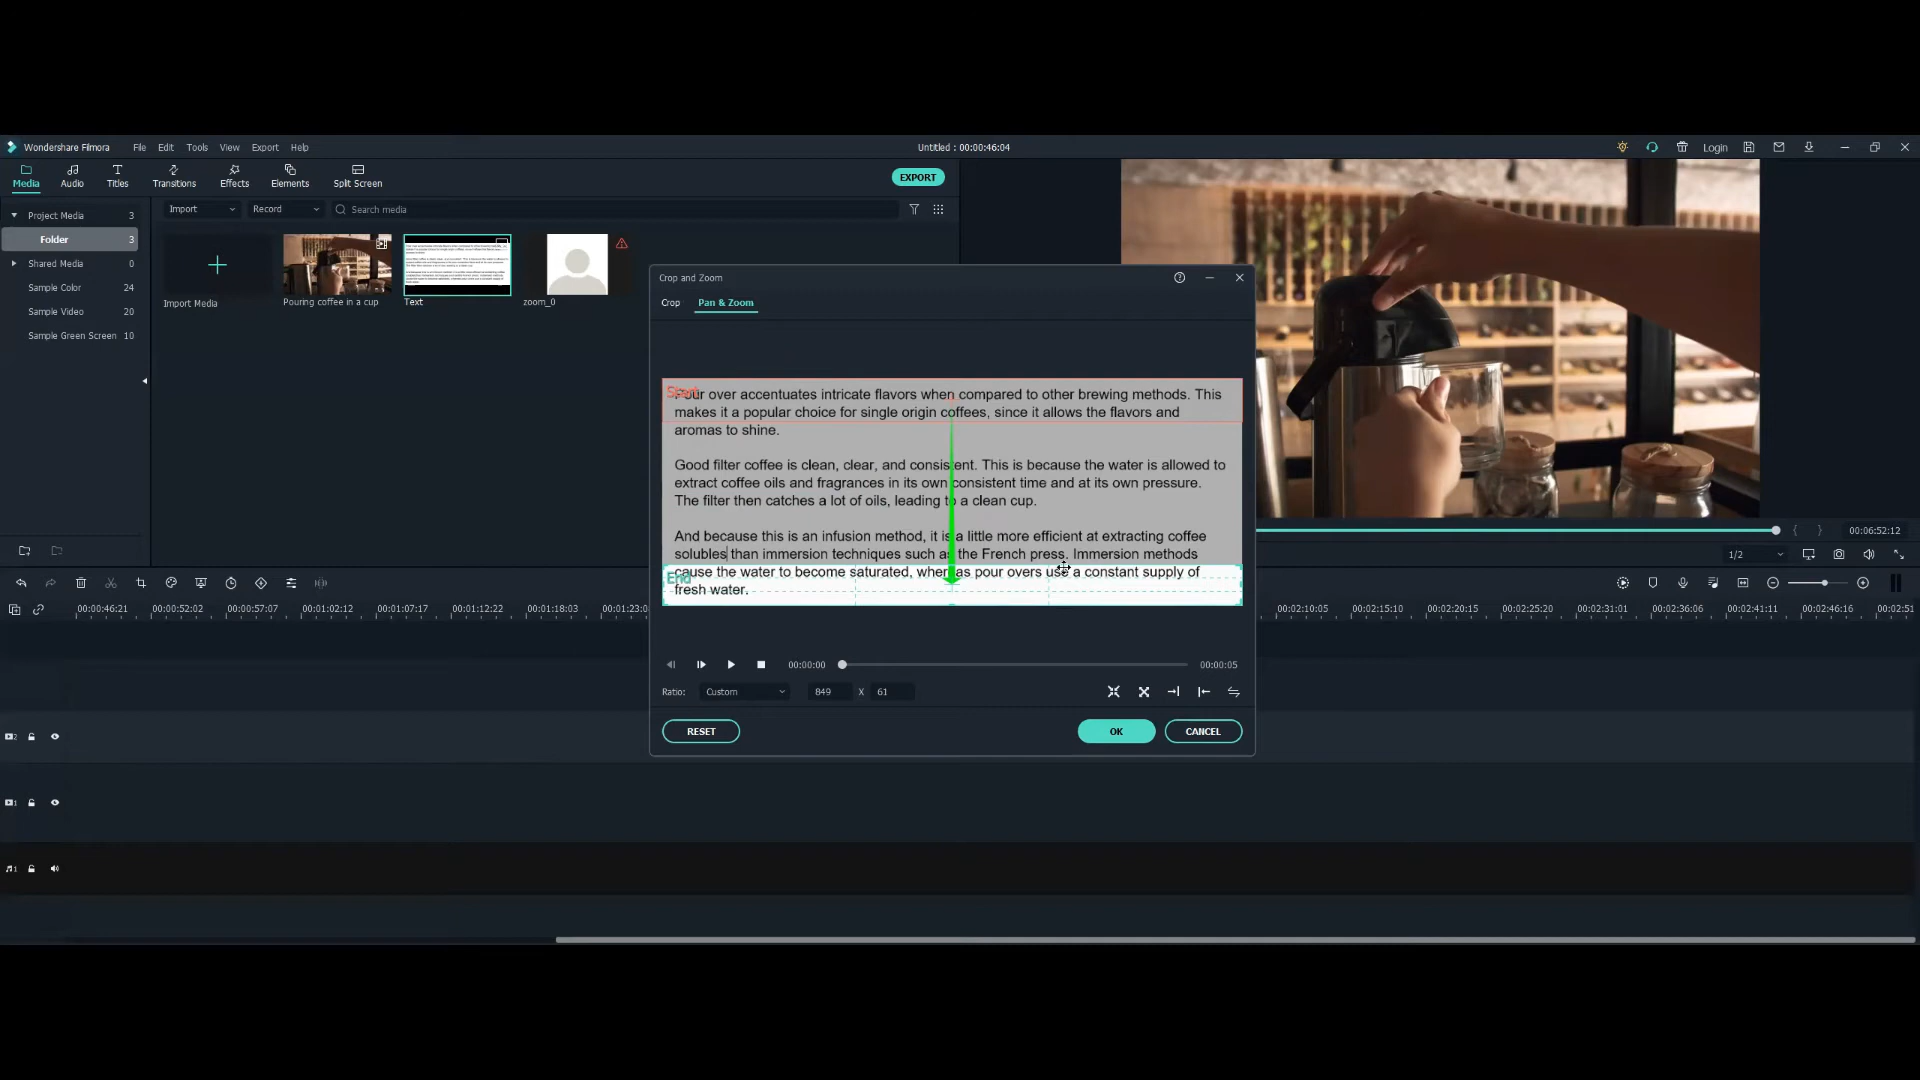 Wondershare Filmora File Edit Tools View Export Help
Untitled : 00:00:46:04
Login
Media Audio Titles Transitions Effects Elements Split Screen
EXPORT
Project Media 3
Folder 3
Shared Media 0
Sample Color 24
Sample Video 20
Sample Green Screen 10
Import Record Search media
Import Media
Pouring coffee in a cup
Text
zoom_0
Crop and Zoom
Crop Pan & Zoom
Start
Pour over accentuates intricate flavors when compared to other brewing methods. This
makes it a popular choice for single origin coffees, since it allows the flavors and
aromas to shine.
Good filter coffee is clean, clear, and consistent. This is because the water is allowed to
extract coffee oils and fragrances in its own consistent time and at its own pressure.
The filter then catches a lot of oils, leading to a clean cup.
And because this is an infusion method, it is a little more efficient at extracting coffee
solubles than immersion techniques such as the French press. Immersion methods
cause the water to become saturated, whereas pour overs use a constant supply of
End
fresh water.
00:00:00 00:00:05
Ratio: Custom 849 X 61
RESET OK CANCEL
00:06:52:12
1/2
00:00:46:21 00:00:52:02 00:00:57:07 00:01:02:12 00:01:07:17 00:01:12:22 00:01:18:03 00:01:23:0
00:02:10:05 00:02:15:10 00:02:20:15 00:02:25:20 00:02:31:01 00:02:36:06 00:02:41:11 00:02:46:16 00:02:51
2
1
1